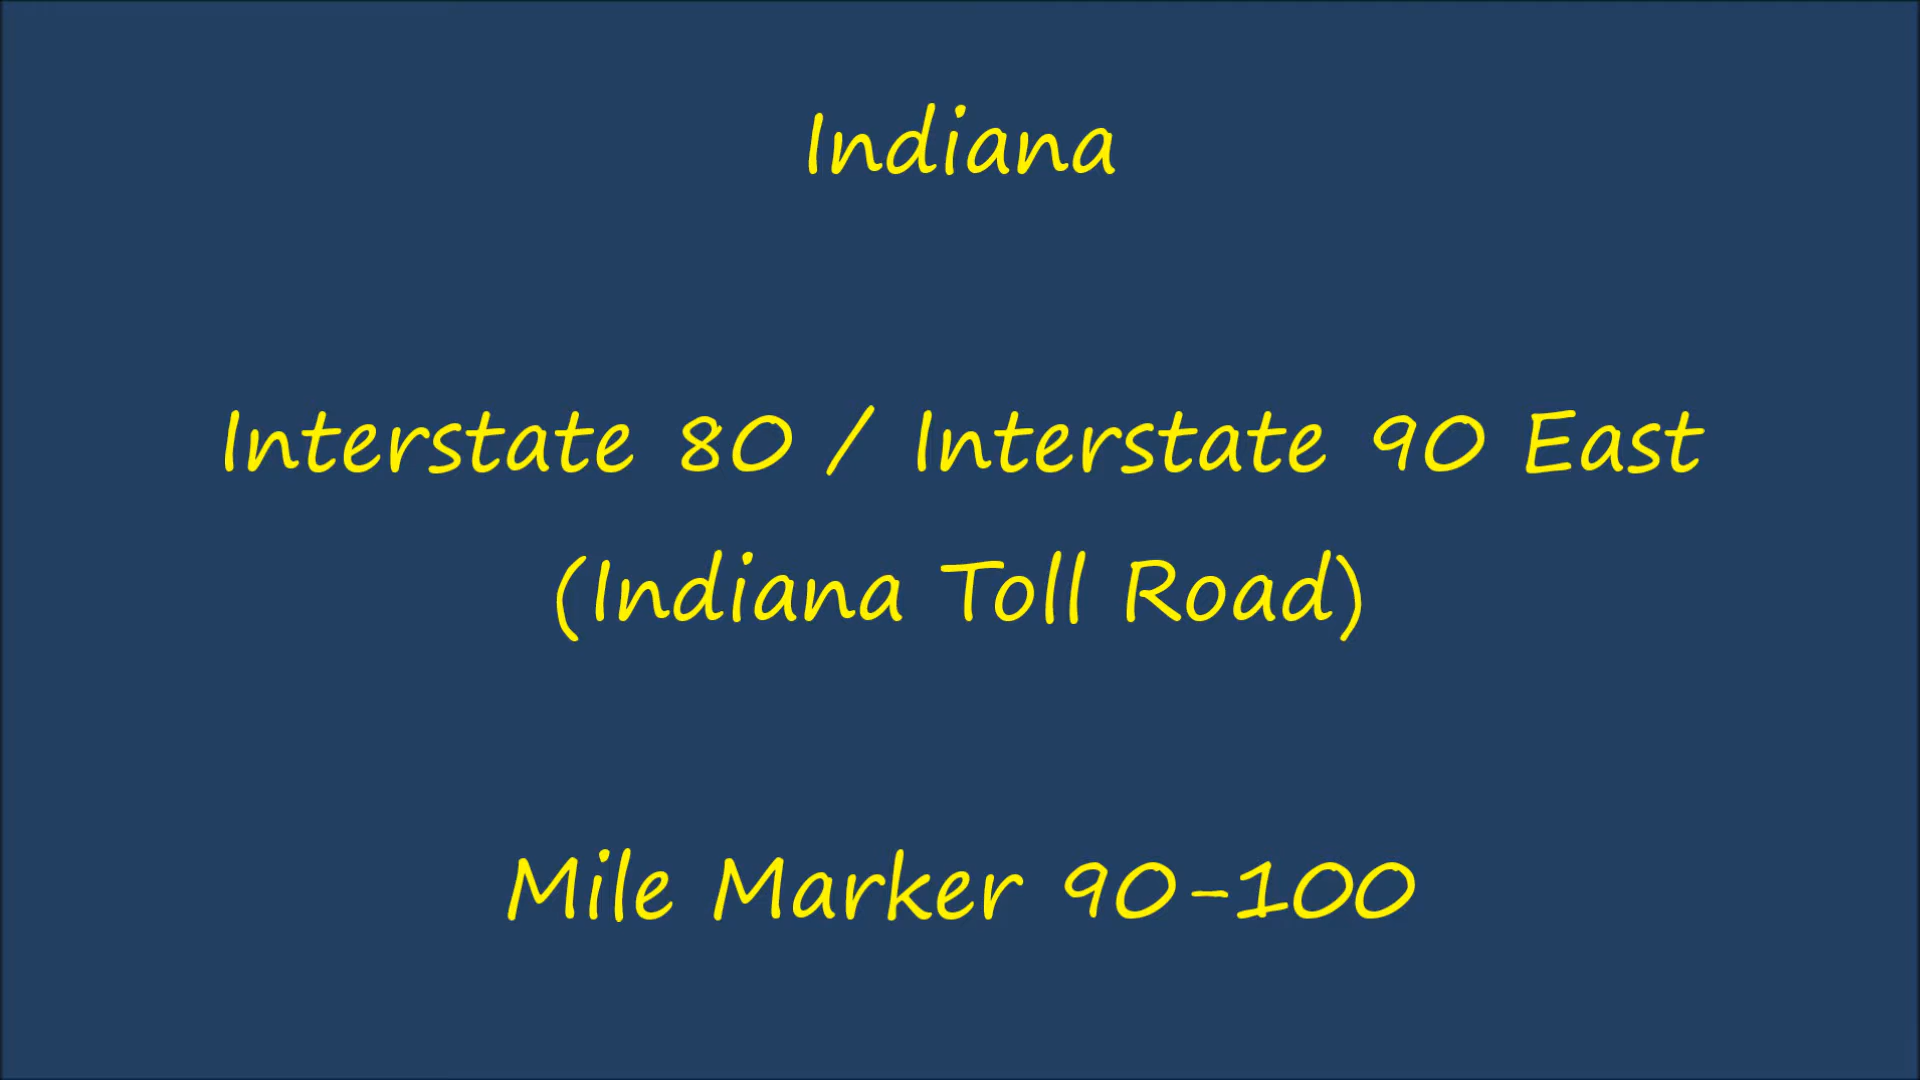 Indiana
Interstate 80 / Interstate 90 East
(Indiana Toll Road)
Mile Marker 90-100